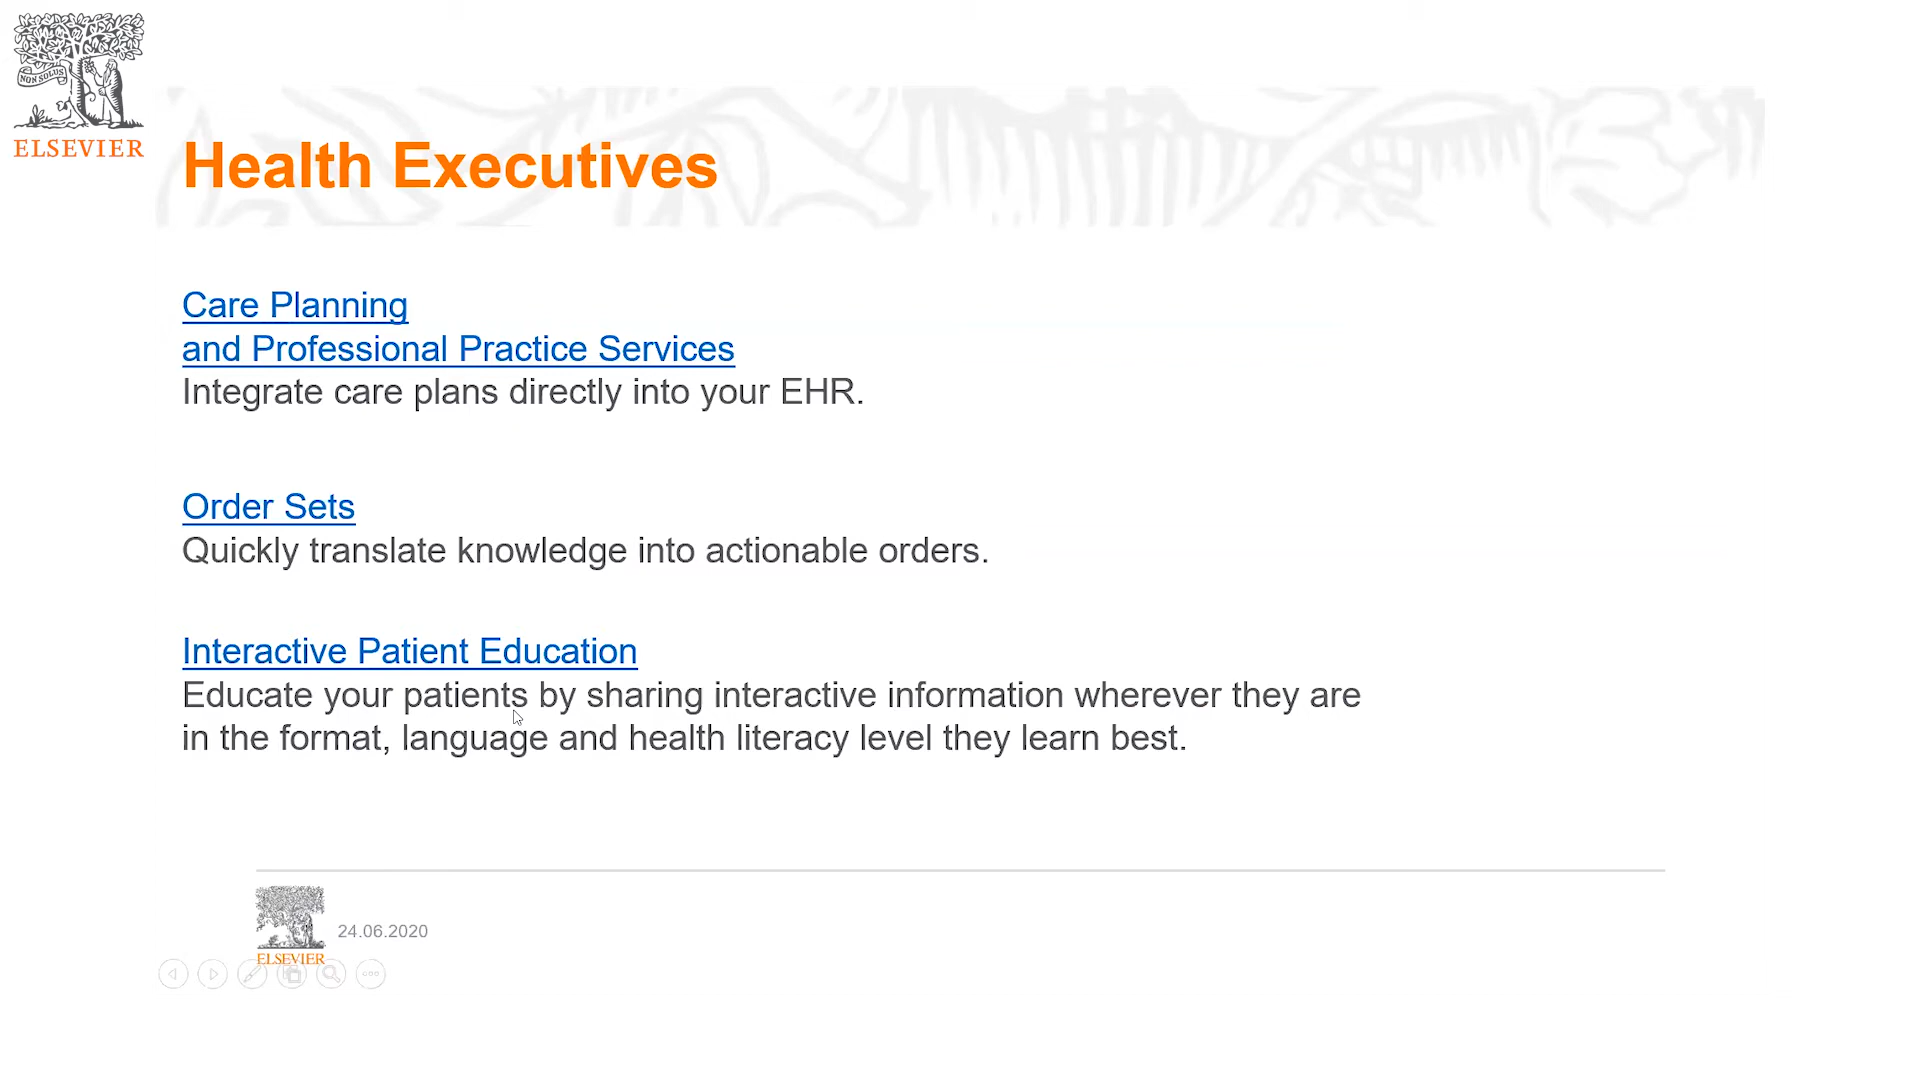 NON SOLUS
ELSEVIER
Health Executives
Care Planning
and Professional Practice Services
Integrate care plans directly into your EHR.
Order Sets
Quickly translate knowledge into actionable orders.
Interactive Patient Education
Educate your patients by sharing interactive information wherever they are
in the format, language and health literacy level they learn best.
24.06.2020
ELSEVIER